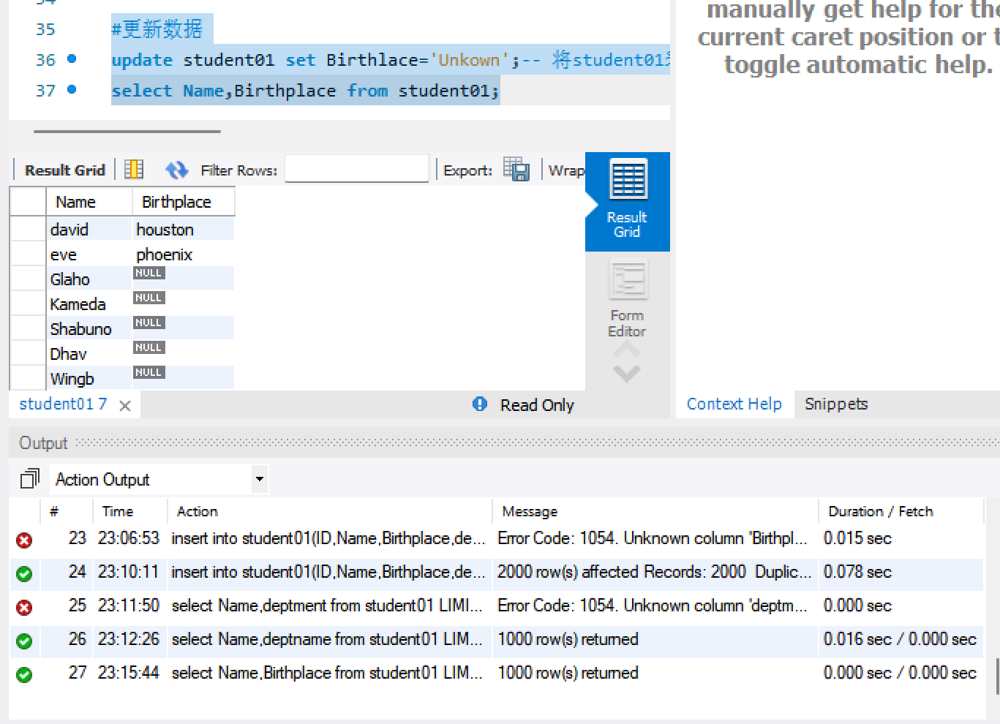 manually get help for the
current caret position or t
toggle automatic help.
34
35 #更新数据
36 update student01 set Birthlace='Unkown';-- 将student01
37 select Name,Birthplace from student01;
Result Grid Filter Rows: Export: Wrap
Name Birthplace
david houston
eve phoenix
Glaho NULL
Kameda NULL
Shabuno NULL
Dhav NULL
Wingb NULL
Result
Grid
Form
Editor
student01 7 Read Only
Context Help Snippets
Output
Action Output
# Time Action Message Duration / Fetch
23 23:06:53 insert into student01(ID,Name,Birthplace,de... Error Code: 1054. Unknown column 'Birthpl... 0.015 sec
24 23:10:11 insert into student01(ID,Name,Birthplace,de... 2000 row(s) affected Records: 2000 Duplic... 0.078 sec
25 23:11:50 select Name,deptment from student01 LIMI... Error Code: 1054. Unknown column 'deptm... 0.000 sec
26 23:12:26 select Name,deptname from student01 LIM... 1000 row(s) returned 0.016 sec / 0.000 sec
27 23:15:44 select Name,Birthplace from student01 LIM... 1000 row(s) returned 0.000 sec / 0.000 sec